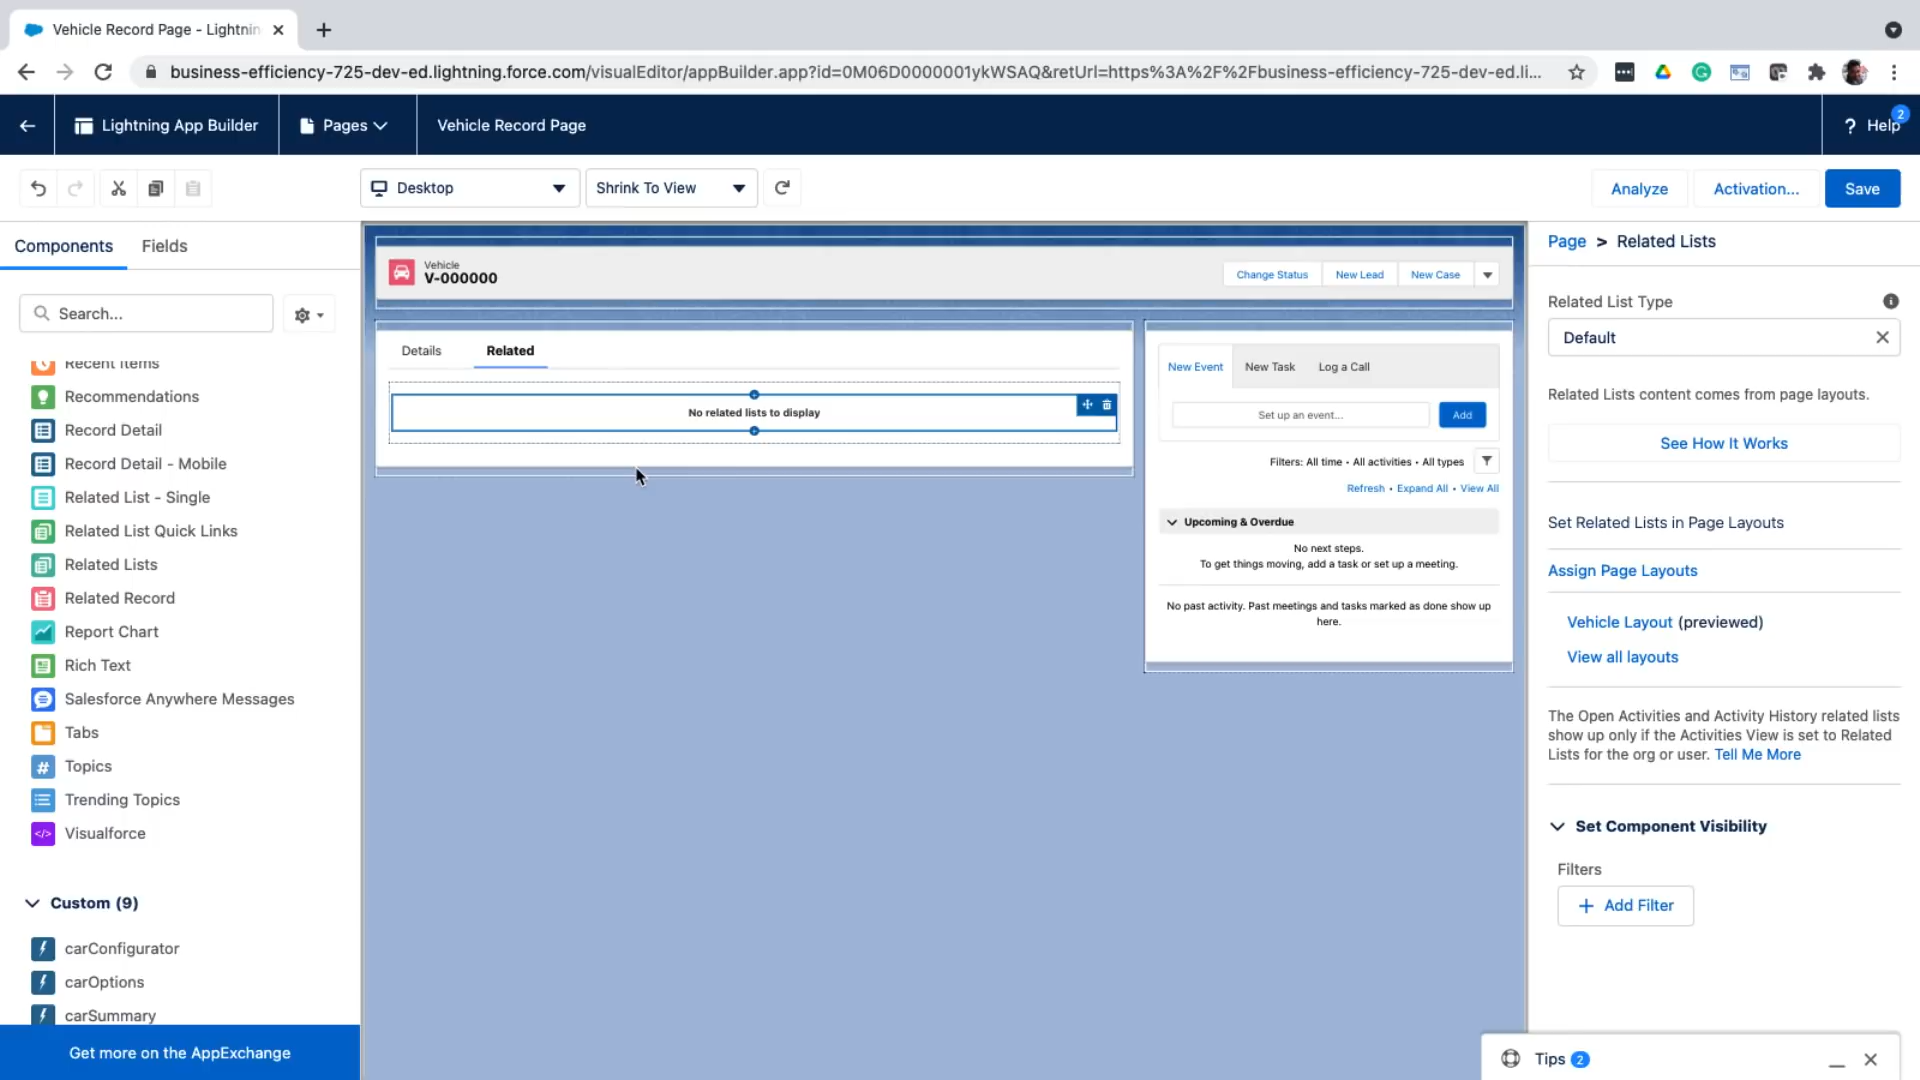 Vehicle Record Page - Lightnin
business-efficiency-725-dev-ed.lightning.force.com/visualEditor/appBuilder.app?id=0M06D0000001ykWSAQ&retUrl=https%3A%2F%2Fbusiness-efficiency-725-dev-ed.li...
Lightning App Builder
Pages
Vehicle Record Page
? Help
2
Desktop
Shrink To View
Analyze
Activation...
Save
Components
Fields
Search...
Recent Items
Recommendations
Record Detail
Record Detail - Mobile
Related List - Single
Related List Quick Links
Related Lists
Related Record
Report Chart
Rich Text
Salesforce Anywhere Messages
Tabs
# Topics
Trending Topics
</> Visualforce
Custom (9)
carConfigurator
carOptions
carSummary
Get more on the AppExchange
Vehicle
V-000000
Change Status
New Lead
New Case
Details
Related
No related lists to display
New Event
New Task
Log a Call
Set up an event...
Add
Filters: All time • All activities • All types
Refresh • Expand All • View All
Upcoming & Overdue
No next steps.
To get things moving, add a task or set up a meeting.
No past activity. Past meetings and tasks marked as done show up
here.
Page > Related Lists
Related List Type
Default
Related Lists content comes from page layouts.
See How It Works
Set Related Lists in Page Layouts
Assign Page Layouts
Vehicle Layout (previewed)
View all layouts
The Open Activities and Activity History related lists
show up only if the Activities View is set to Related
Lists for the org or user. Tell Me More
Set Component Visibility
Filters
+ Add Filter
Tips 2